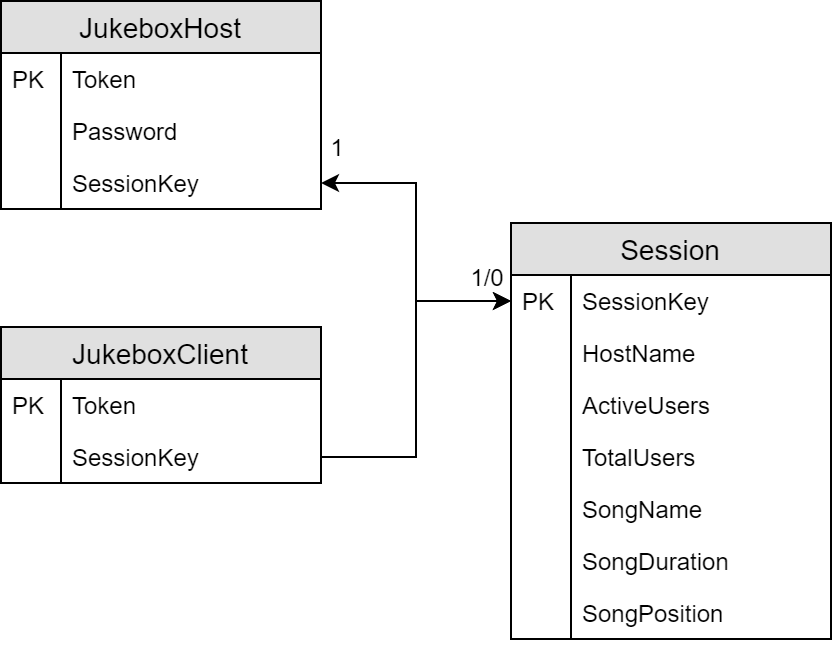 JukeboxHost
PK Token
Password
SessionKey
1
1/0
Session
PK SessionKey
HostName
ActiveUsers
TotalUsers
SongName
SongDuration
SongPosition
JukeboxClient
PK Token
SessionKey